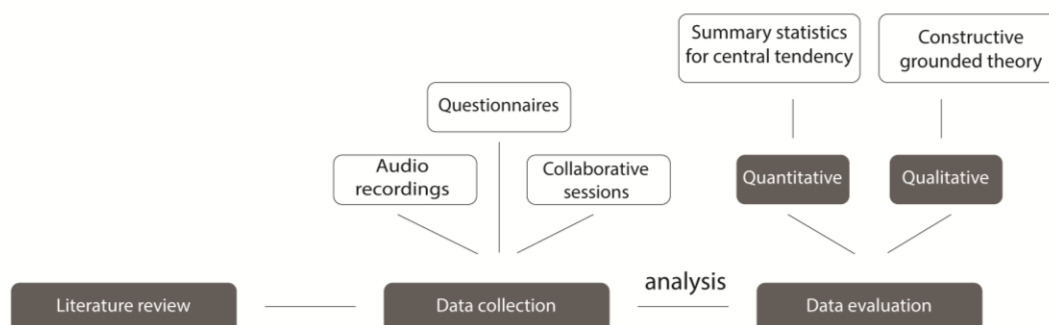 Summary statistics
for central tendency
Constructive
grounded theory
Questionnaires
Audio
recordings
Collaborative
sessions
Quantitative
Qualitative
analysis
Literature review
Data collection
Data evaluation